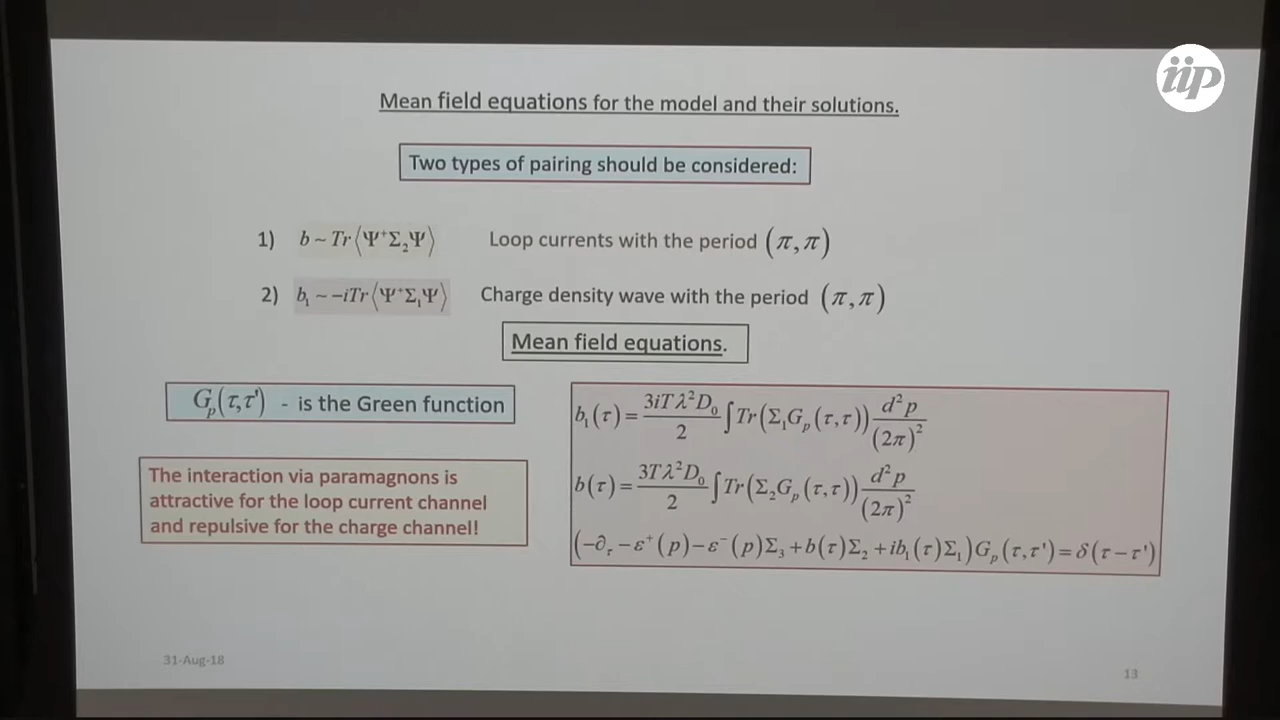 iip
Mean field equations for the model and their solutions.
Two types of pairing should be considered:
1) b ~ Tr⟨Ψ⁺Σ₂Ψ⟩ Loop currents with the period (π,π)
2) b₁ ~ −iTr⟨Ψ⁺Σ₁Ψ⟩ Charge density wave with the period (π,π)
Mean field equations.
G_p(τ,τ') - is the Green function
The interaction via paramagnons is
attractive for the loop current channel
and repulsive for the charge channel!
b₁(τ) = 3iTλ²D₀/2 ∫Tr(Σ₁G_p(τ,τ)) d²p/(2π)²
b(τ) = 3Tλ²D₀/2 ∫Tr(Σ₂G_p(τ,τ)) d²p/(2π)²
(−∂_τ − ε⁺(p) − ε⁻(p)Σ₃ + b(τ)Σ₂ + ib₁(τ)Σ₁)G_p(τ,τ') = δ(τ−τ')
31-Aug-18
13